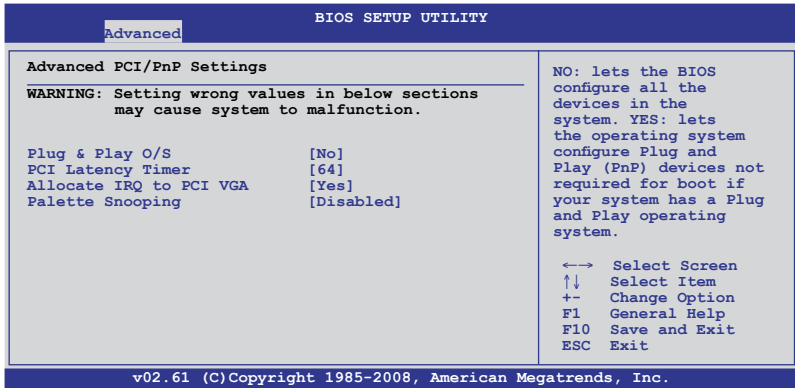 BIOS SETUP UTILITY
Advanced
Advanced PCI/PnP Settings
WARNING: Setting wrong values in below sections
may cause system to malfunction.
Plug & Play O/S [No]
PCI Latency Timer [64]
Allocate IRQ to PCI VGA [Yes]
Palette Snooping [Disabled]
NO: lets the BIOS
configure all the
devices in the
system. YES: lets
the operating system
configure Plug and
Play (PnP) devices not
required for boot if
your system has a Plug
and Play operating
system.
←→ Select Screen
↑↓ Select Item
+- Change Option
F1 General Help
F10 Save and Exit
ESC Exit
v02.61 (C)Copyright 1985-2008, American Megatrends, Inc.